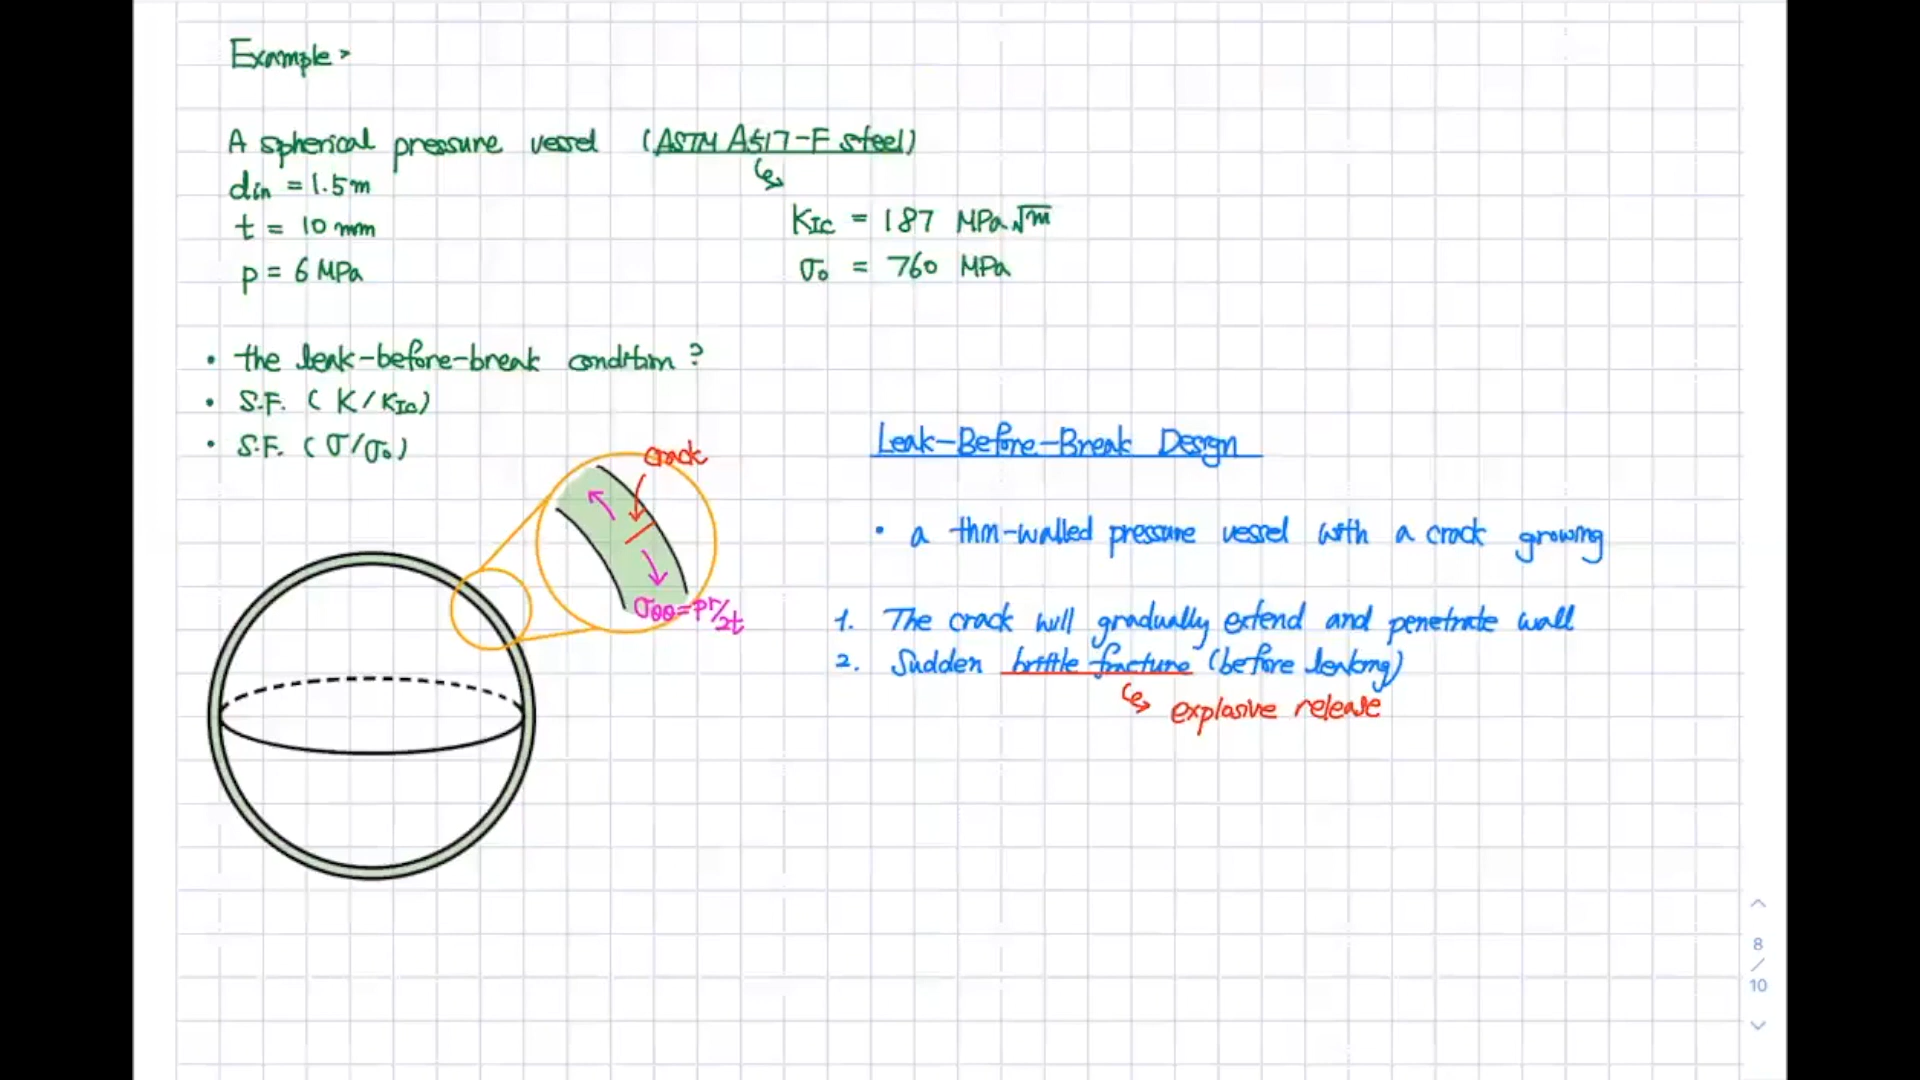 Example >
A spherical pressure vessel (ASTM A517-F steel)
din = 1.5m
t = 10 mm
p = 6 MPa
KIC = 187 MPa√m
σ₀ = 760 MPa
• the leak-before-break condition?
• S.F. (K/KIC)
• S.F. (σ/σ₀)
crack
σθθ=pr/2t
Leak-Before-Break Design
• a thin-walled pressure vessel with a crack growing
1. The crack will gradually extend and penetrate wall
2. Sudden brittle fracture (before leaking)
explosive release
8
/
10